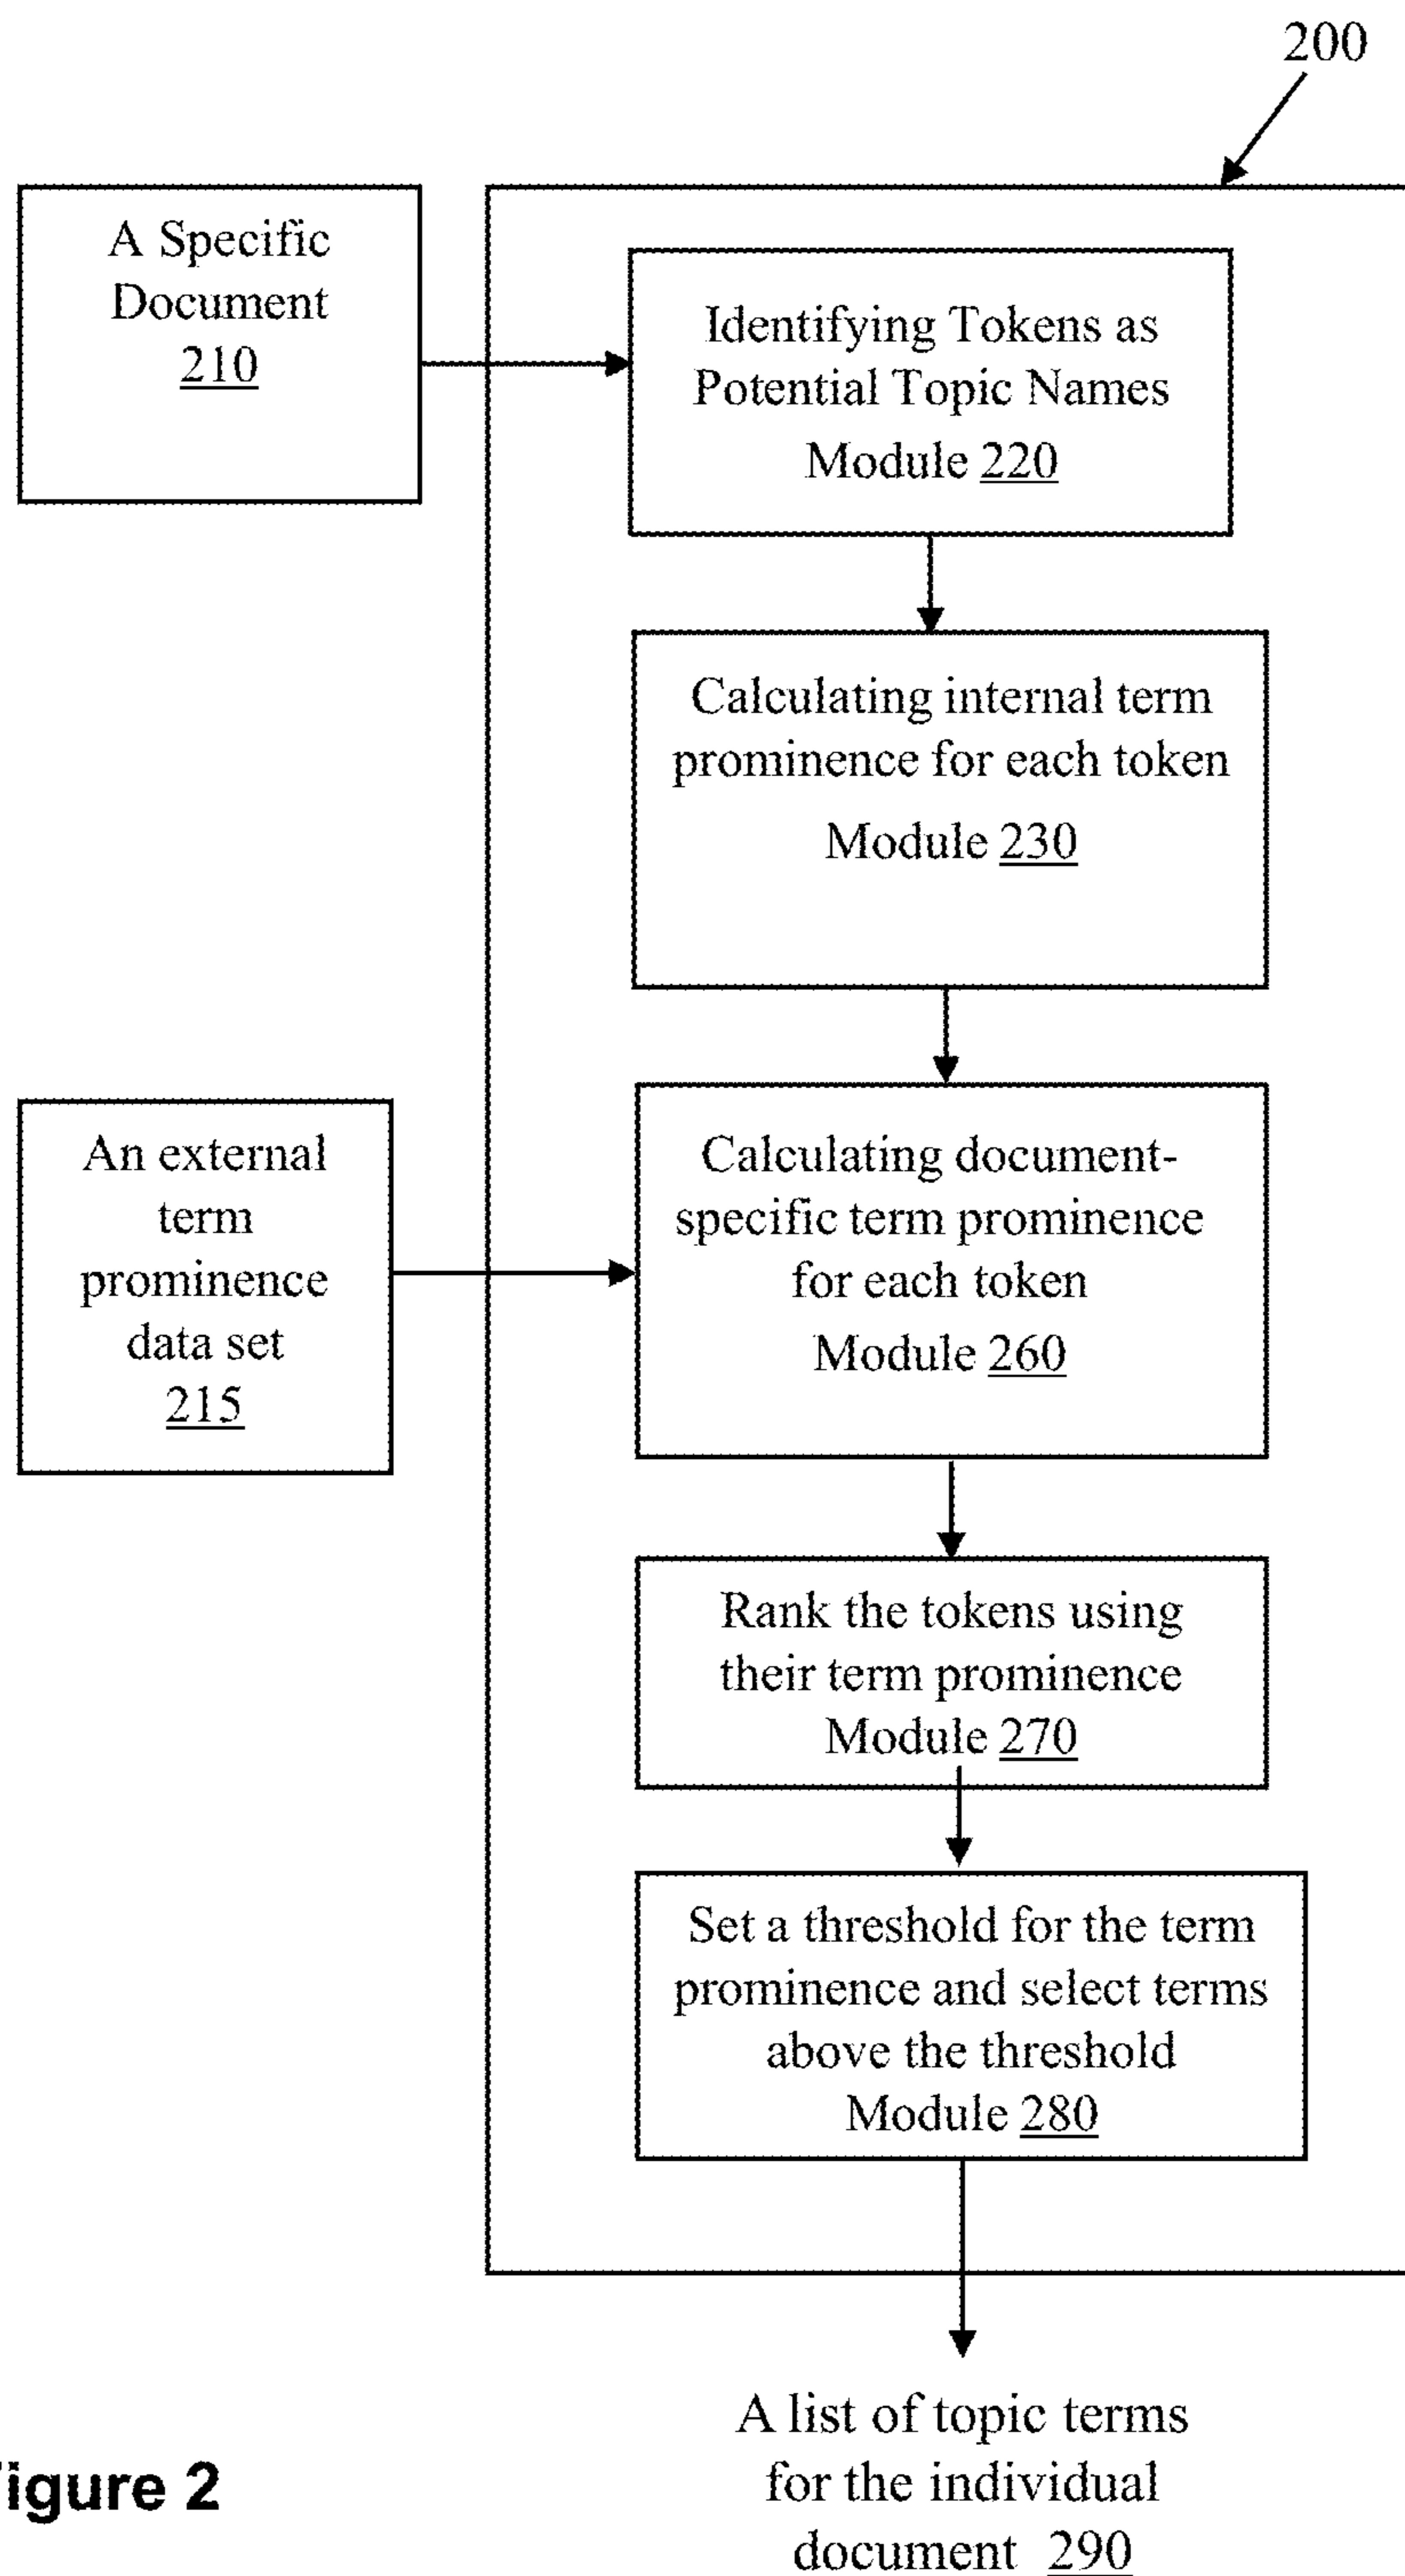 200
A Specific
Document
210
Identifying Tokens as
Potential Topic Names
Module 220
Calculating internal term
prominence for each token
Module 230
An external
term
prominence
data set
215
Calculating document-
specific term prominence
for each token
Module 260
Rank the tokens using
their term prominence
Module 270
Set a threshold for the term
prominence and select terms
above the threshold
Module 280
A list of topic terms
for the individual
document 290
igure 2